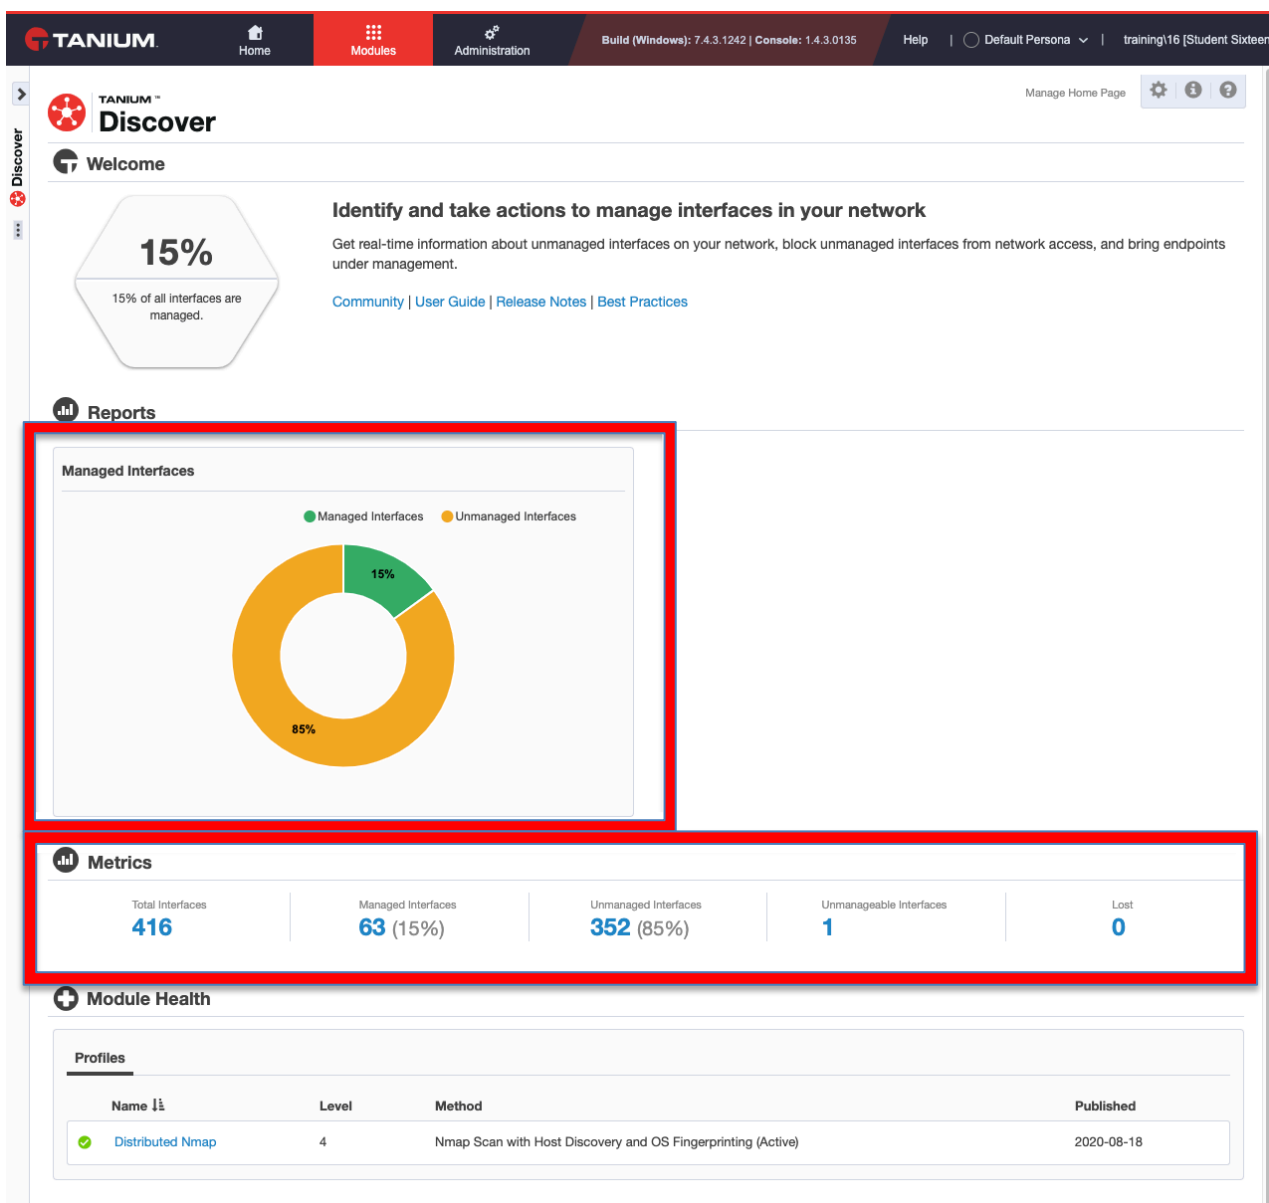 TANIUM.
Home
Modules
Administration
Build (Windows): 7.4.3.1242 | Console: 1.4.3.0135
Help | Default Persona | training\16 [Student Sixteen
Discover
TANIUM ™
Discover
Manage Home Page
Welcome
15%
15% of all interfaces are
managed.
Identify and take actions to manage interfaces in your network
Get real-time information about unmanaged interfaces on your network, block unmanaged interfaces from network access, and bring endpoints
under management.
Community | User Guide | Release Notes | Best Practices
Reports
Managed Interfaces
Managed Interfaces Unmanaged Interfaces
15%
85%
Metrics
Total Interfaces
416
Managed Interfaces
63 (15%)
Unmanaged Interfaces
352 (85%)
Unmanageable Interfaces
1
Lost
0
Module Health
Profiles
Name Level Method Published
Distributed Nmap 4 Nmap Scan with Host Discovery and OS Fingerprinting (Active) 2020-08-18